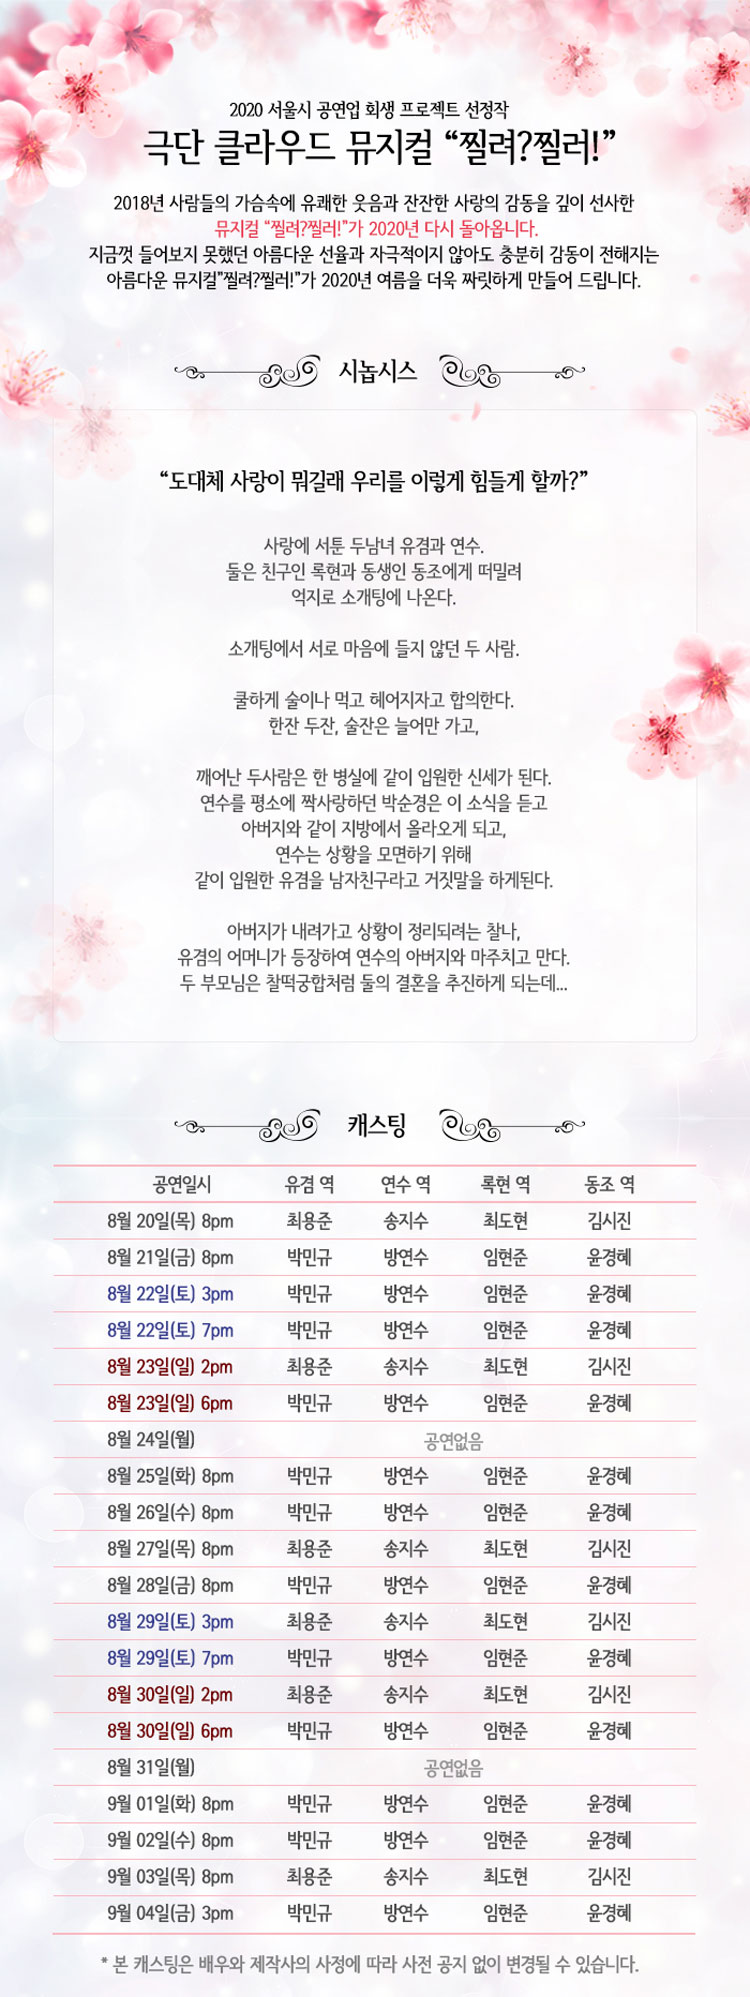 2020 서울시 공연업 회생 프로젝트 선정작
극단 클라우드 뮤지컬 “찔려?찔러!”
2018년 사람들의 가슴속에 유쾌한 웃음과 잔잔한 사랑의 감동을 깊이 선사한
뮤지컬 “찔려?찔러!”가 2020년 다시 돌아옵니다.
지금껏 들어보지 못했던 아름다운 선율과 자극적이지 않아도 충분히 감동이 전해지는
아름다운 뮤지컬”찔려?찔러!”가 2020년 여름을 더욱 짜릿하게 만들어 드립니다.
시놉시스
“도대체 사랑이 뭐길래 우리를 이렇게 힘들게 할까?”
사랑에 서툰 두남녀 유겸과 연수.
둘은 친구인 록현과 동생인 동조에게 떠밀려
억지로 소개팅에 나온다.
소개팅에서 서로 마음에 들지 않던 두 사람.
쿨하게 술이나 먹고 헤어지자고 합의한다.
한잔 두잔, 술잔은 늘어만 가고,
깨어난 두사람은 한 병실에 같이 입원한 신세가 된다.
연수를 평소에 짝사랑하던 박순경은 이 소식을 듣고
아버지와 같이 지방에서 올라오게 되고,
연수는 상황을 모면하기 위해
같이 입원한 유겸을 남자친구라고 거짓말을 하게된다.
아버지가 내려가고 상황이 정리되려는 찰나,
유겸의 어머니가 등장하여 연수의 아버지와 마주치고 만다.
두 부모님은 찰떡궁합처럼 둘의 결혼을 추진하게 되는데...
캐스팅
공연일시 유겸 역 연수 역 록현 역 동조 역
8월 20일(목) 8pm 최용준 송지수 최도현 김시진
8월 21일(금) 8pm 박민규 방연수 임현준 윤경혜
8월 22일(토) 3pm 박민규 방연수 임현준 윤경혜
8월 22일(토) 7pm 박민규 방연수 임현준 윤경혜
8월 23일(일) 2pm 최용준 송지수 최도현 김시진
8월 23일(일) 6pm 박민규 방연수 임현준 윤경혜
8월 24일(월) 공연없음
8월 25일(화) 8pm 박민규 방연수 임현준 윤경혜
8월 26일(수) 8pm 박민규 방연수 임현준 윤경혜
8월 27일(목) 8pm 최용준 송지수 최도현 김시진
8월 28일(금) 8pm 박민규 방연수 임현준 윤경혜
8월 29일(토) 3pm 최용준 송지수 최도현 김시진
8월 29일(토) 7pm 박민규 방연수 임현준 윤경혜
8월 30일(일) 2pm 최용준 송지수 최도현 김시진
8월 30일(일) 6pm 박민규 방연수 임현준 윤경혜
8월 31일(월) 공연없음
9월 01일(화) 8pm 박민규 방연수 임현준 윤경혜
9월 02일(수) 8pm 박민규 방연수 임현준 윤경혜
9월 03일(목) 8pm 최용준 송지수 최도현 김시진
9월 04일(금) 3pm 박민규 방연수 임현준 윤경혜
* 본 캐스팅은 배우와 제작사의 사정에 따라 사전 공지 없이 변경될 수 있습니다.